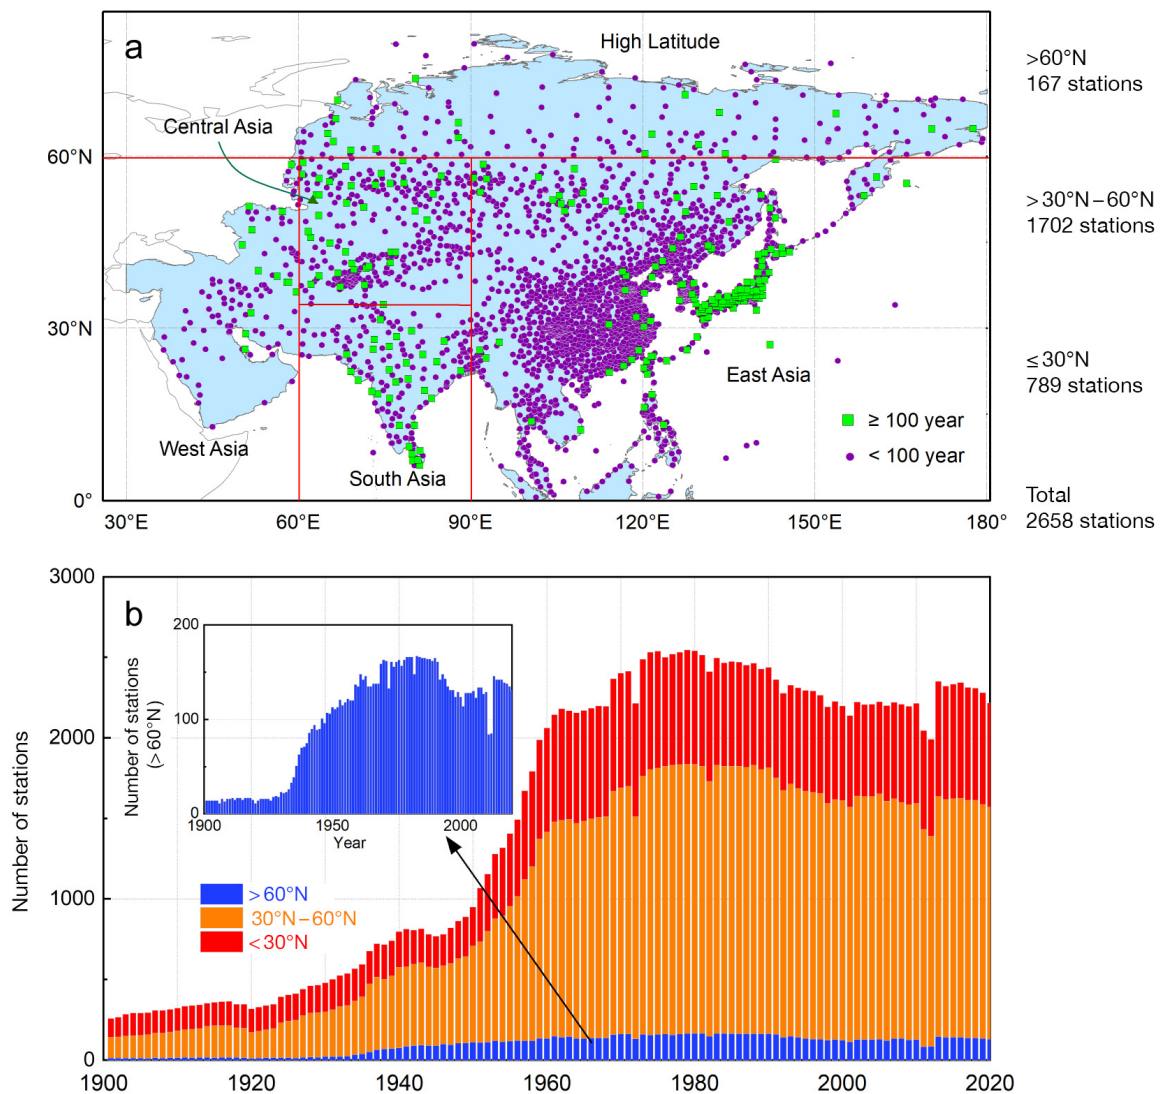 a
High Latitude
Central Asia
West Asia
South Asia
East Asia
≥ 100 year
< 100 year
60°N
30°N
0°
30°E
60°E
90°E
120°E
150°E
180°
>60°N
167 stations
>30°N–60°N
1702 stations
≤30°N
789 stations
Total
2658 stations
b
Number of stations
3000
2000
1000
0
1900
1920
1940
1960
1980
2000
2020
Number of stations
(>60°N)
200
100
0
1900
1950
2000
Year
>60°N
30°N–60°N
<30°N